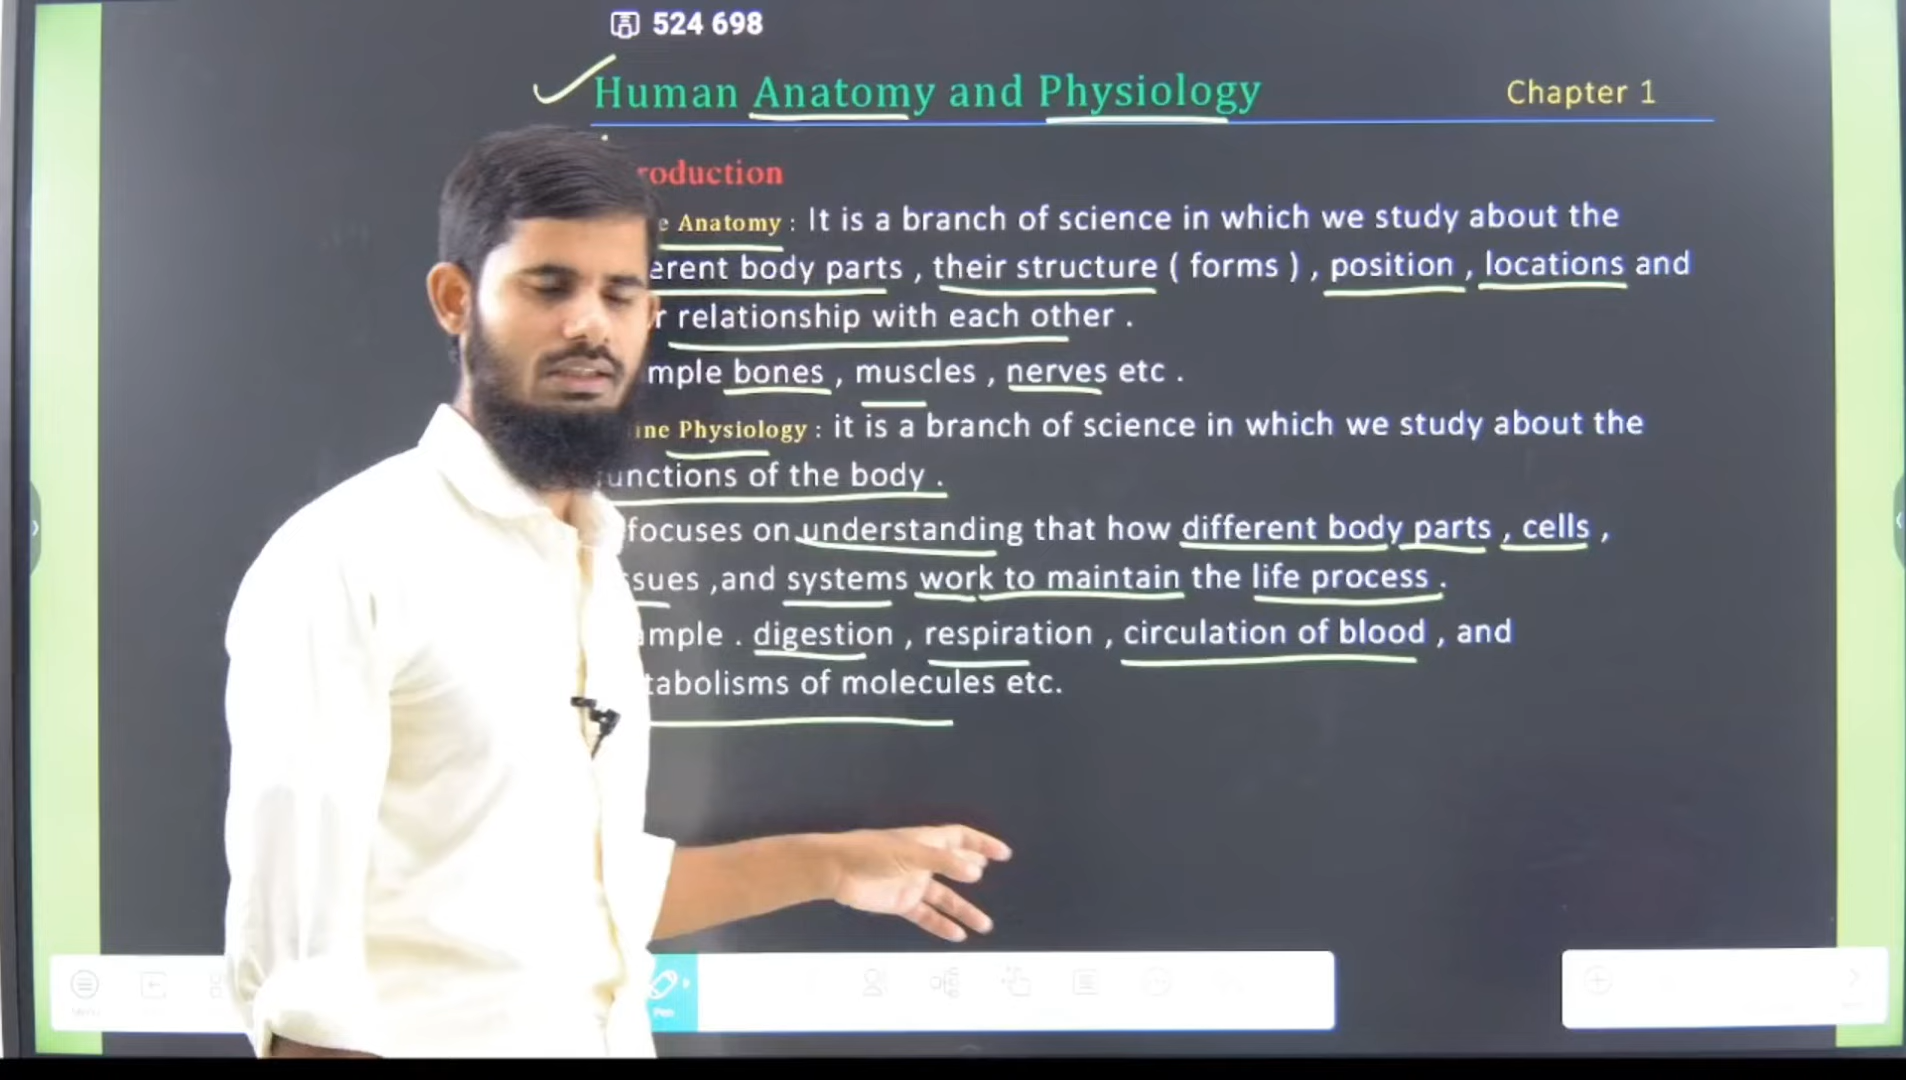 524 698
Human Anatomy and Physiology
Chapter 1
roduction
e Anatomy : It is a branch of science in which we study about the
erent body parts , their structure ( forms ) , position , locations and
r relationship with each other .
mple bones , muscles , nerves etc .
ine Physiology : it is a branch of science in which we study about the
unctions of the body .
focuses on understanding that how different body parts , cells ,
ssues ,and systems work to maintain the life process .
ample . digestion , respiration , circulation of blood , and
tabolisms of molecules etc.
Menu
Pen